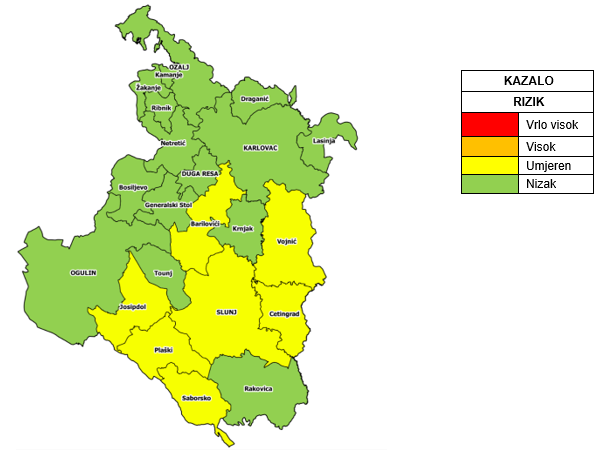 OZALJ
Kamanje
Žakanje
Ribnik
Draganić
Netretić
KARLOVAC
Lasinja
DUGA RESA
Bosiljevo
Generalski Stol
Barilovići
Krnjak
Vojnić
OGULIN
Tounj
Josipdol
SLUNJ
Cetingrad
Plaški
Saborsko
Rakovica
KAZALO
RIZIK
Vrlo visok
Visok
Umjeren
Nizak